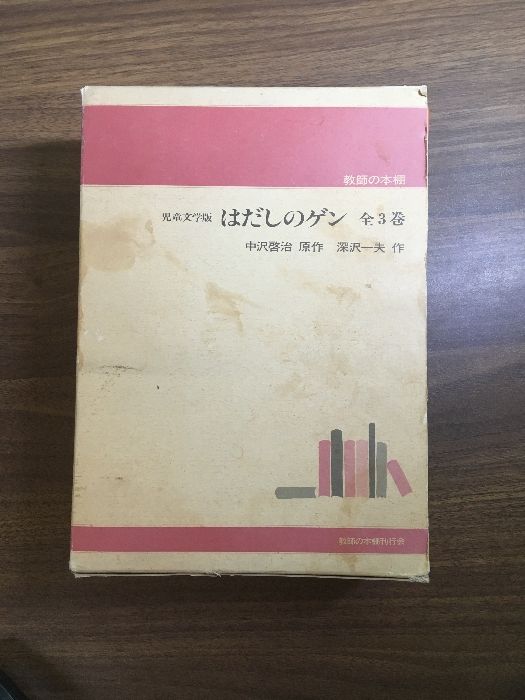 教師の本棚
児童文学版 はだしのゲン 全3巻
中沢啓治 原作 深沢一夫 作
教師の本棚刊行会